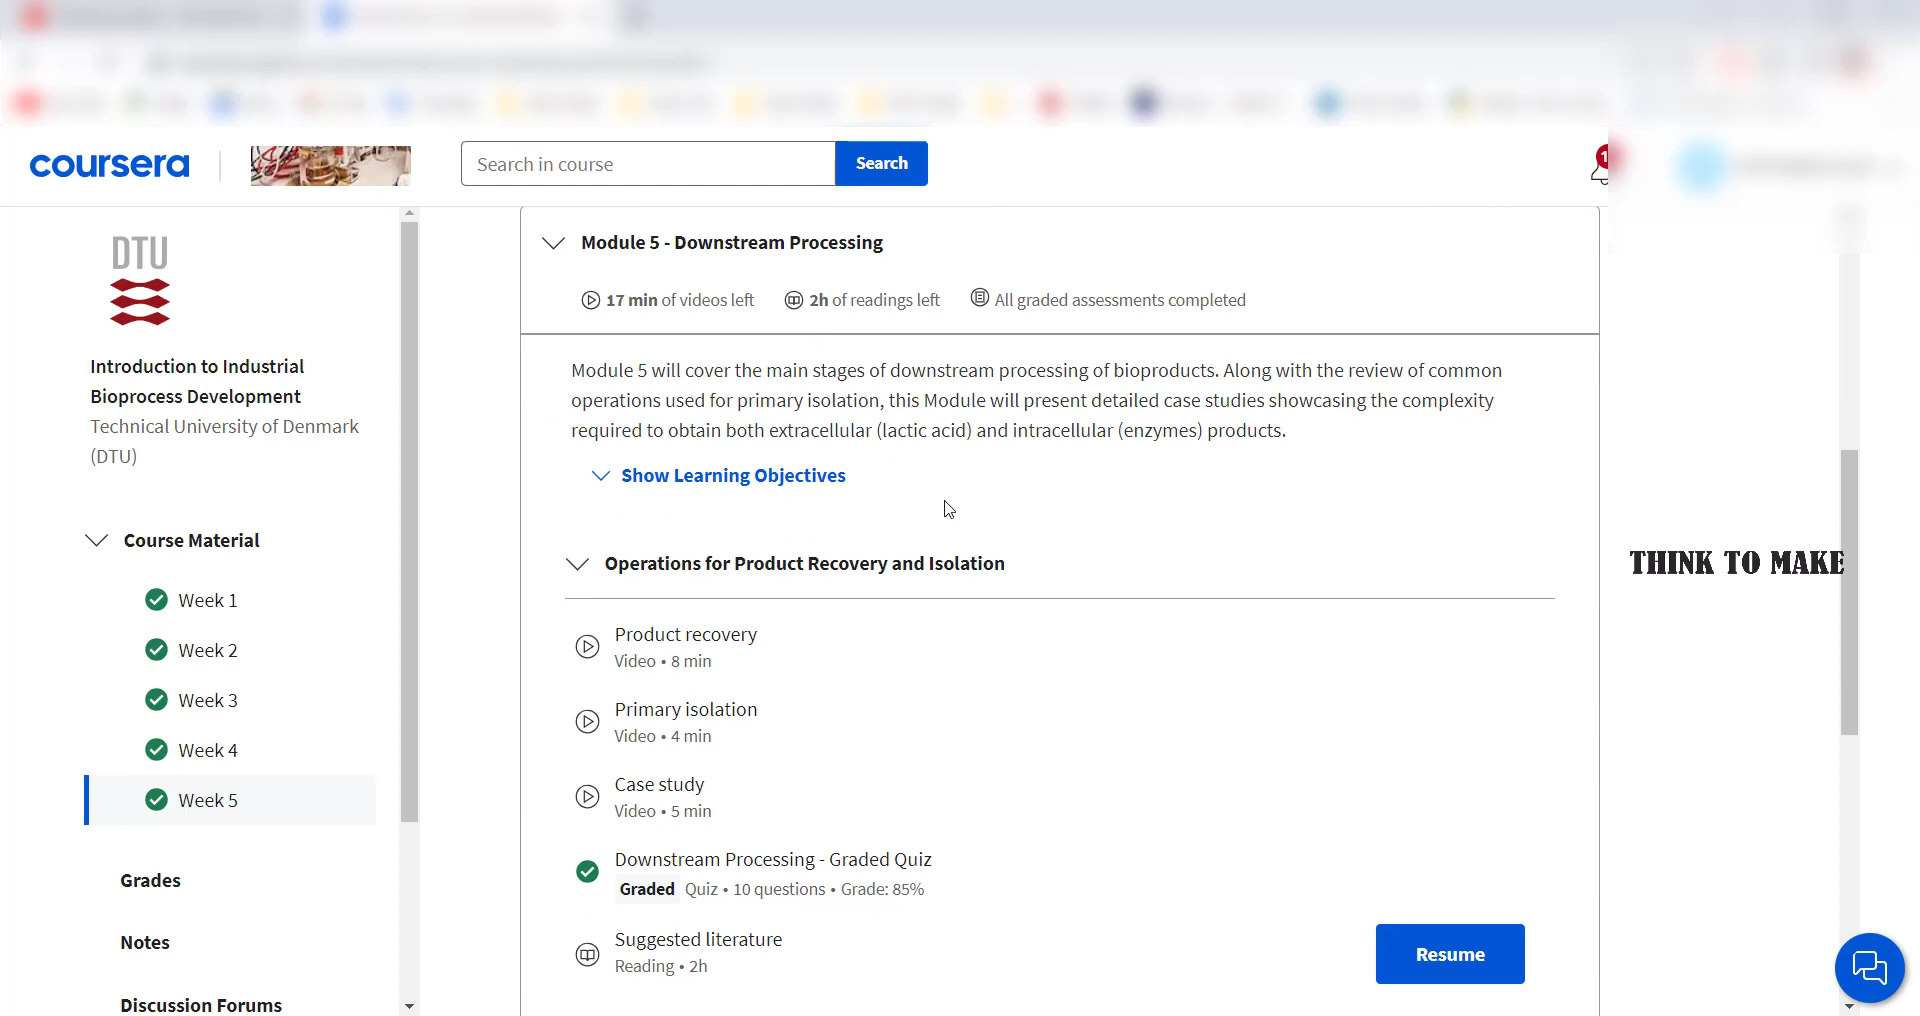 coursera
Search in course
Search
1
DTU
Introduction to Industrial
Bioprocess Development
Technical University of Denmark
(DTU)
Course Material
Week 1
Week 2
Week 3
Week 4
Week 5
Grades
Notes
Discussion Forums
Module 5 - Downstream Processing
17 min of videos left
2h of readings left
All graded assessments completed
Module 5 will cover the main stages of downstream processing of bioproducts. Along with the review of common
operations used for primary isolation, this Module will present detailed case studies showcasing the complexity
required to obtain both extracellular (lactic acid) and intracellular (enzymes) products.
Show Learning Objectives
Operations for Product Recovery and Isolation
Product recovery
Video • 8 min
Primary isolation
Video • 4 min
Case study
Video • 5 min
Downstream Processing - Graded Quiz
Graded Quiz • 10 questions • Grade: 85%
Suggested literature
Reading • 2h
Resume
THINK TO MAKE